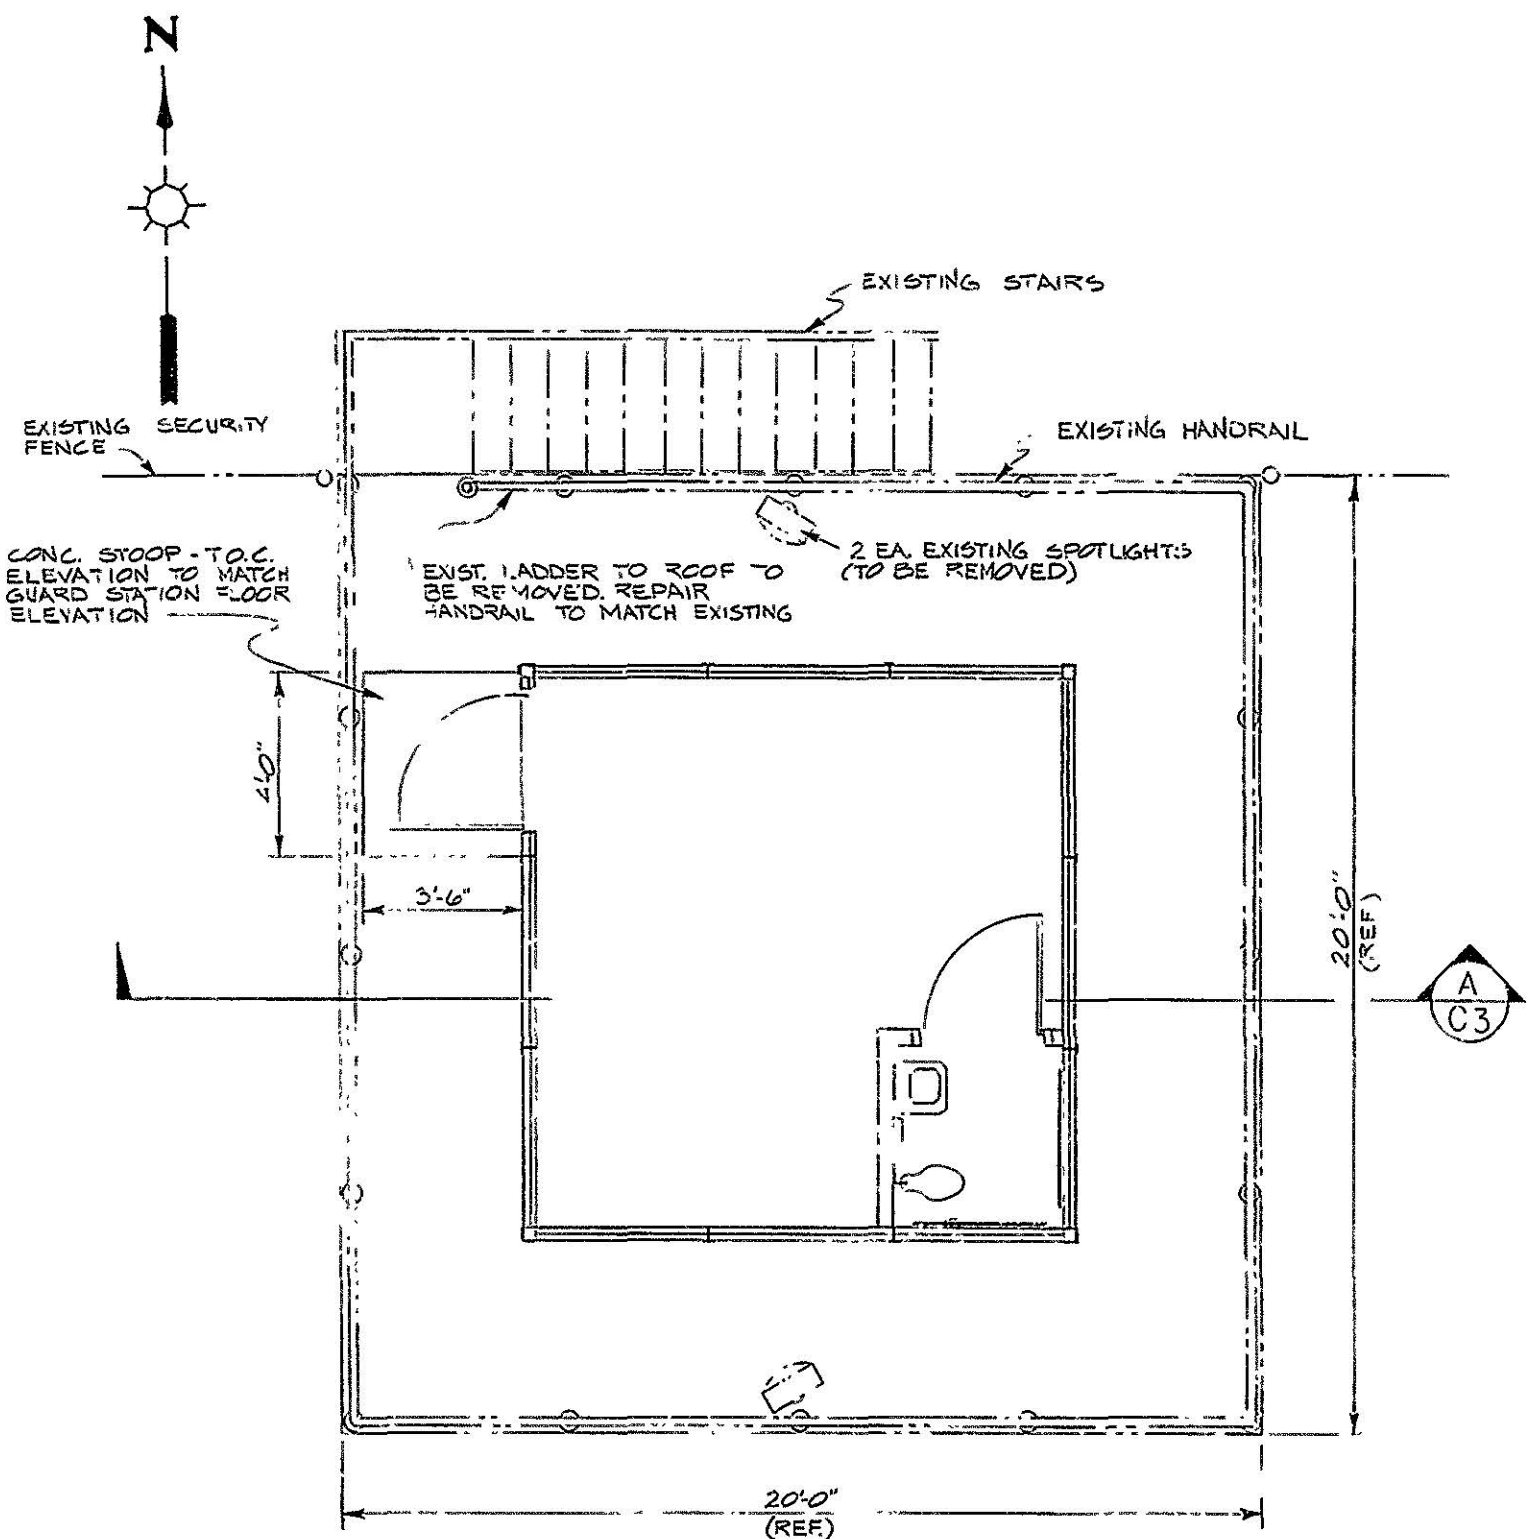 N
EXISTING STAIRS
EXISTING SECURITY
FENCE
EXISTING HANDRAIL
CONC. STOOP - T.O.C.
ELEVATION TO MATCH
GUARD STATION FLOOR
ELEVATION
EXIST. LADDER TO ROOF TO
BE REMOVED. REPAIR
HANDRAIL TO MATCH EXISTING
2 EA. EXISTING SPOTLIGHTS
(TO BE REMOVED)
4'-0"
3'-6"
20'-0"
(REF)
A
C3
20'-0"
(REF.)